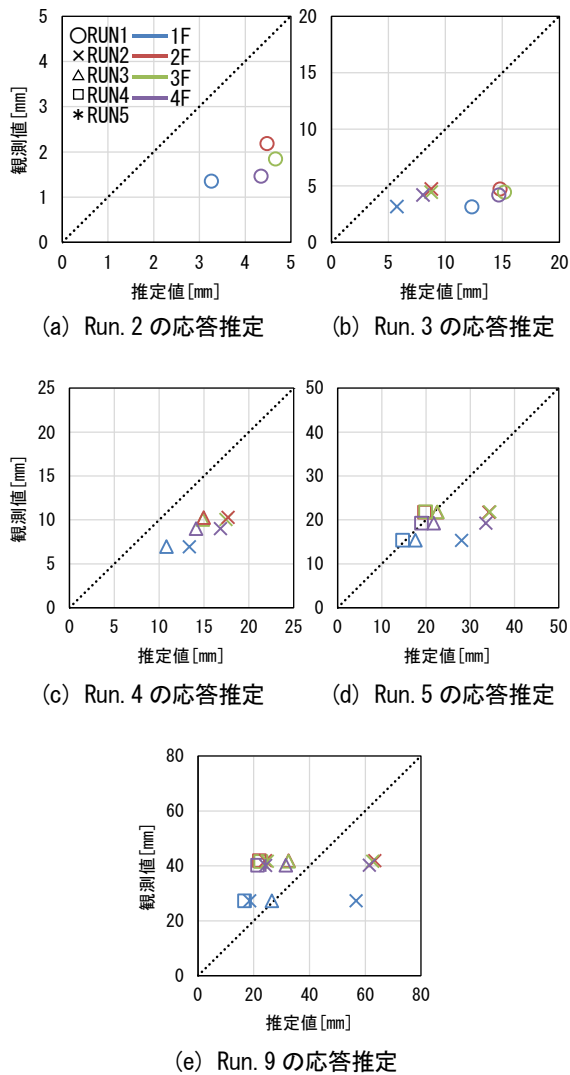 5
4
3
2
1
0
観測値[mm]
○RUN1 1F
×RUN2 2F
△RUN3 3F
□RUN4 4F
*RUN5
0 1 2 3 4 5
推定値[mm]
(a) Run. 2 の応答推定
20
15
10
5
0
0 5 10 15 20
推定値[mm]
(b) Run. 3 の応答推定
25
20
15
10
5
0
観測値[mm]
0 5 10 15 20 25
推定値[mm]
(c) Run. 4 の応答推定
50
40
30
20
10
0
0 10 20 30 40 50
推定値[mm]
(d) Run. 5 の応答推定
80
60
40
20
0
観測値[mm]
0 20 40 60 80
推定値[mm]
(e) Run. 9 の応答推定